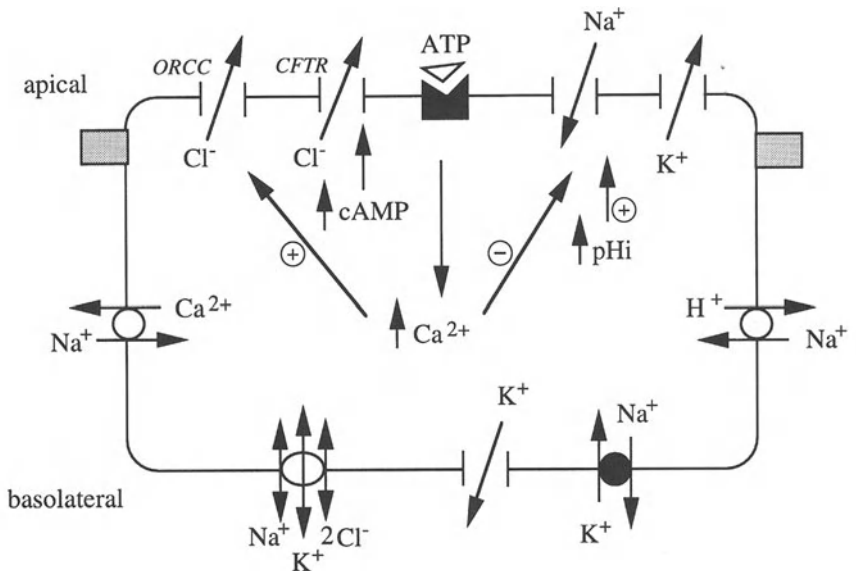 ORCC CFTR ATP Na+
apical
Cl- Cl- K+
cAMP
+ - + pHi
Ca2+ H+
Na+ Ca2+ Na+
K+ Na+
basolateral
Na+ 2Cl- K+
K+